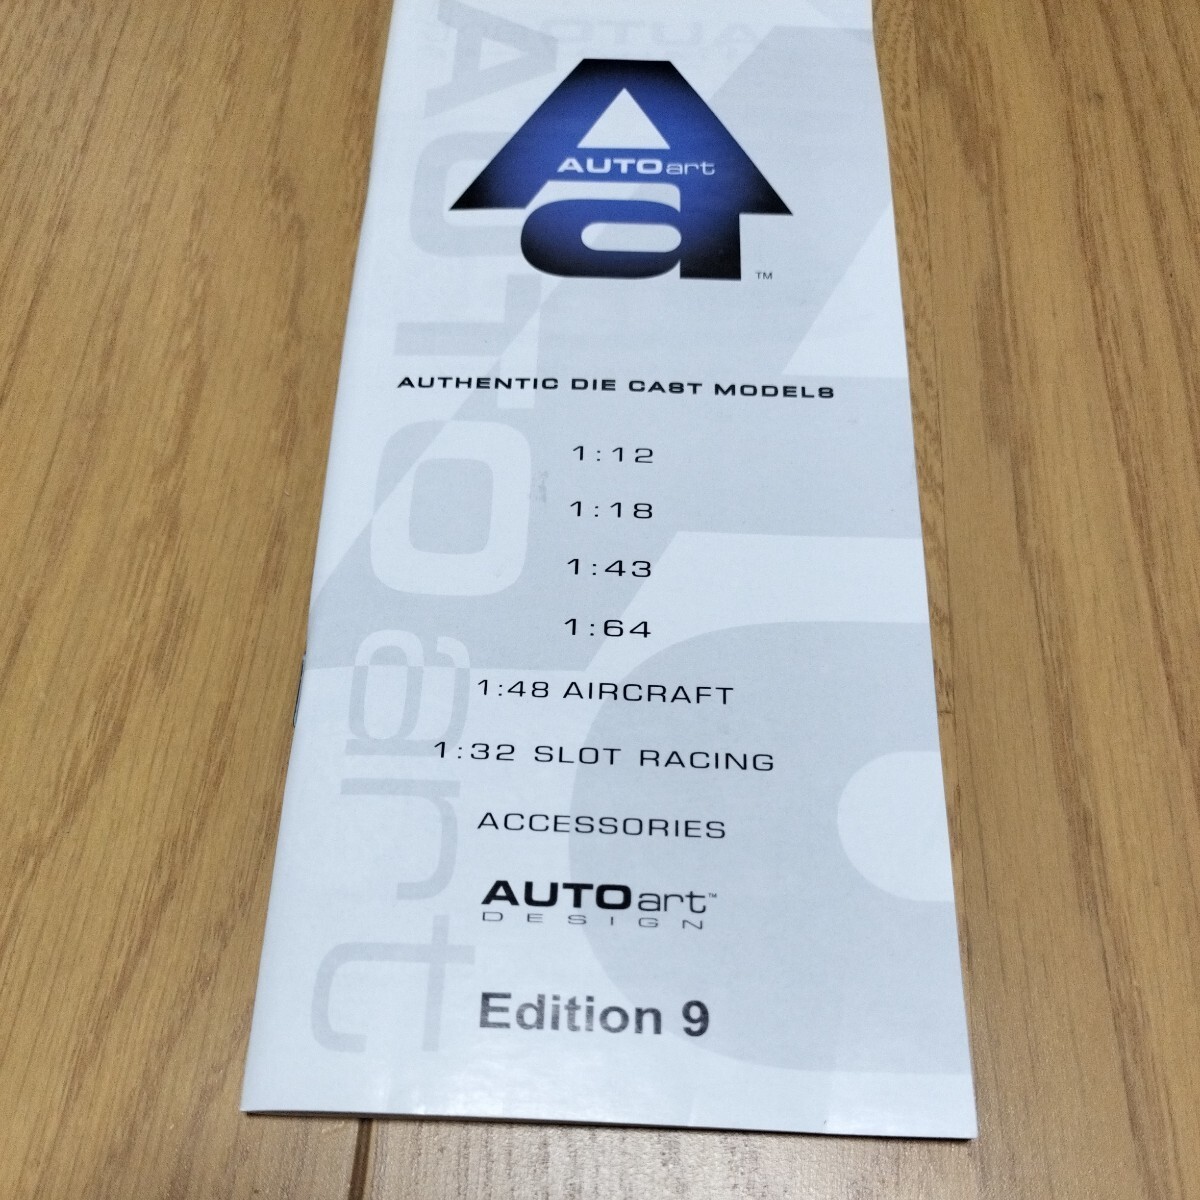 AUTOart
TM
AUTHENTIC DIE CAST MODELS
1:12
1:18
1:43
1:64
1:48 AIRCRAFT
1:32 SLOT RACING
ACCESSORIES
AUTOart™
DESIGN
Edition 9
AUTOart